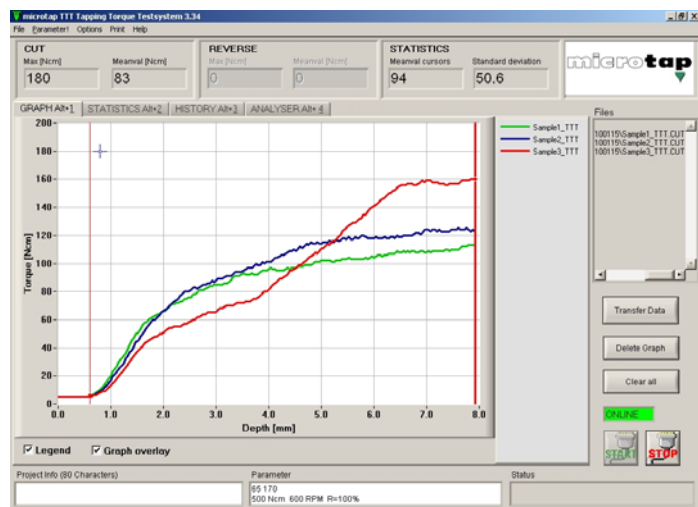 microtap TTT Tapping Torque Testsystem 3.34
File Parameter! Options Print Help
CUT
Max [Ncm] Meanval [Ncm]
180 83
REVERSE
Max [Ncm] Meanval [Ncm]
0 0
STATISTICS
Meanval cursors Standard deviation
94 50.6
microtap
GRAPH Alt+1 STATISTICS Alt+2 HISTORY Alt+3 ANALYSER Alt+4
Files
100115\Sample1_TTT.CUT
100115\Sample2_TTT.CUT
100115\Sample3_TTT.CUT
Sample1_TTT
Sample2_TTT
Sample3_TTT
Torque [Ncm]
200-
180-
160-
140-
120-
100-
80-
60-
40-
20-
0-
0.0 1.0 2.0 3.0 4.0 5.0 6.0 7.0 8.0
Depth [mm]
Transfer Data
Delete Graph
Clear all
ONLINE
START STOP
Legend Graph overlay
Project Info (80 Characters) Parameter Status
65 170
500 Ncm 600 RPM R=100%